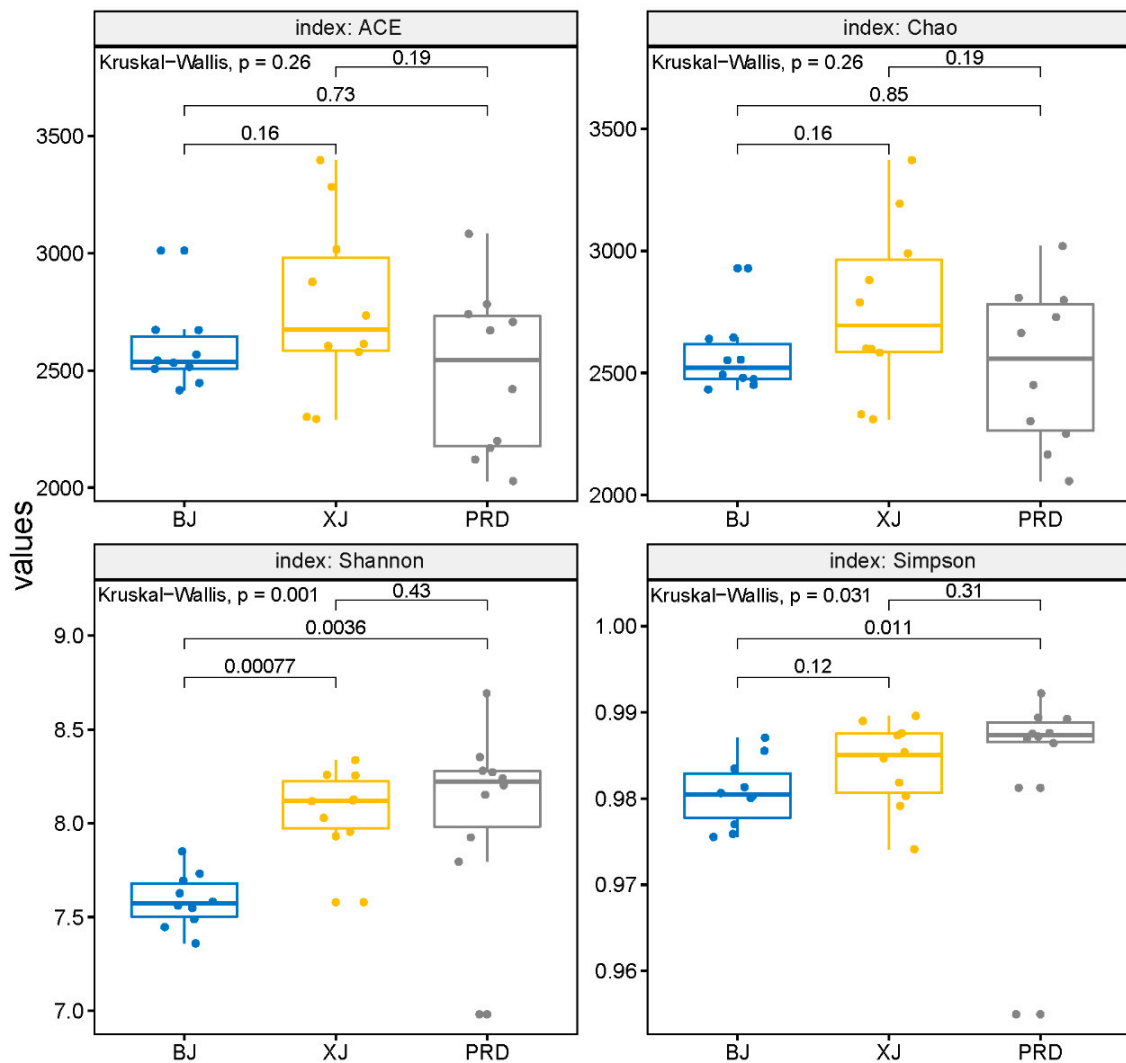 index: ACE
Kruskal-Wallis, p = 0.26
0.19
0.73
0.16
3500
3000
2500
2000
BJ XJ PRD
index: Chao
Kruskal-Wallis, p = 0.26
0.19
0.85
0.16
3500
3000
2500
2000
BJ XJ PRD
values
index: Shannon
Kruskal-Wallis, p = 0.001
0.43
0.0036
0.00077
9.0
8.5
8.0
7.5
7.0
BJ XJ PRD
index: Simpson
Kruskal-Wallis, p = 0.031
0.31
0.011
0.12
1.00
0.99
0.98
0.97
0.96
BJ XJ PRD